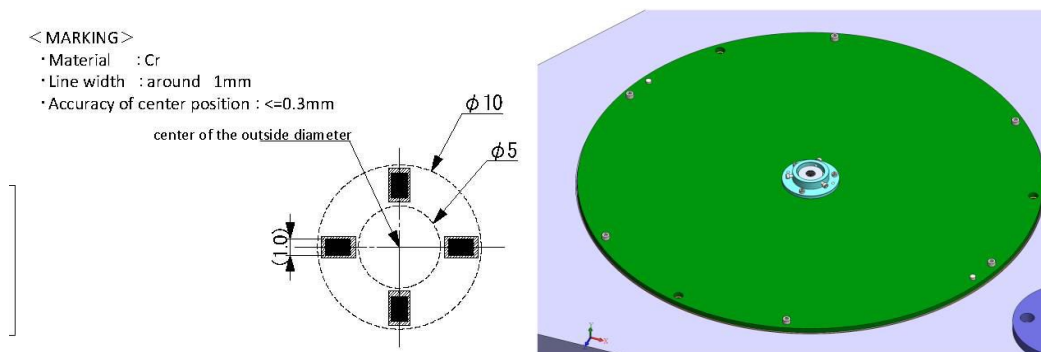 ＜MARKING＞
・Material : Cr
・Line width : around 1mm
・Accuracy of center position : <=0.3mm
center of the outside diameter
φ10
φ5
(1.0)